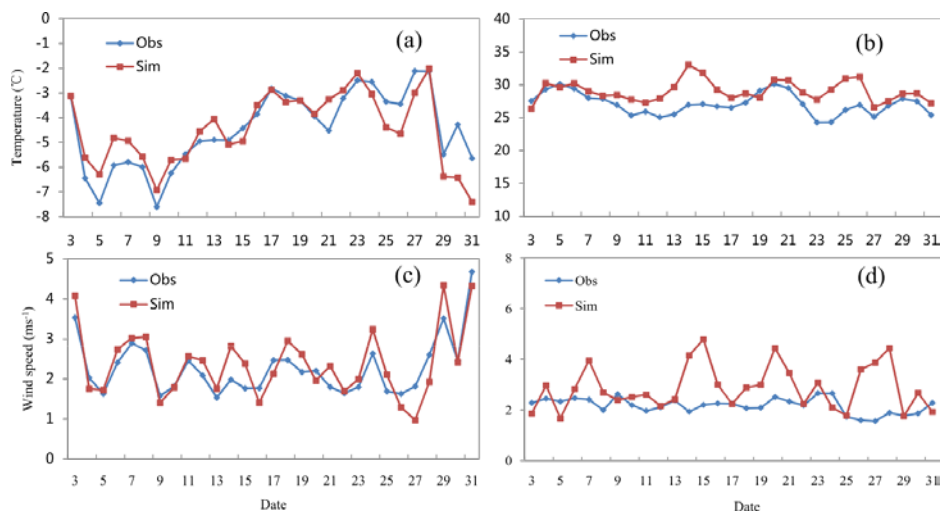 0
-1
-2
-3
-4
-5
-6
-7
-8
Temperature (℃)
Obs
Sim
(a)
3 5 7 9 11 13 15 17 19 21 23 25 27 29 31
40
35
30
25
20
15
10
Obs
Sim
(b)
3 5 7 9 11 13 15 17 19 21 23 25 27 29 31
5
4
3
2
1
0
Wind speed (ms⁻¹)
Obs
Sim
(c)
3 5 7 9 11 13 15 17 19 21 23 25 27 29 31
Date
8
6
4
2
0
Obs
Sim
(d)
3 5 7 9 11 13 15 17 19 21 23 25 27 29 31
Date